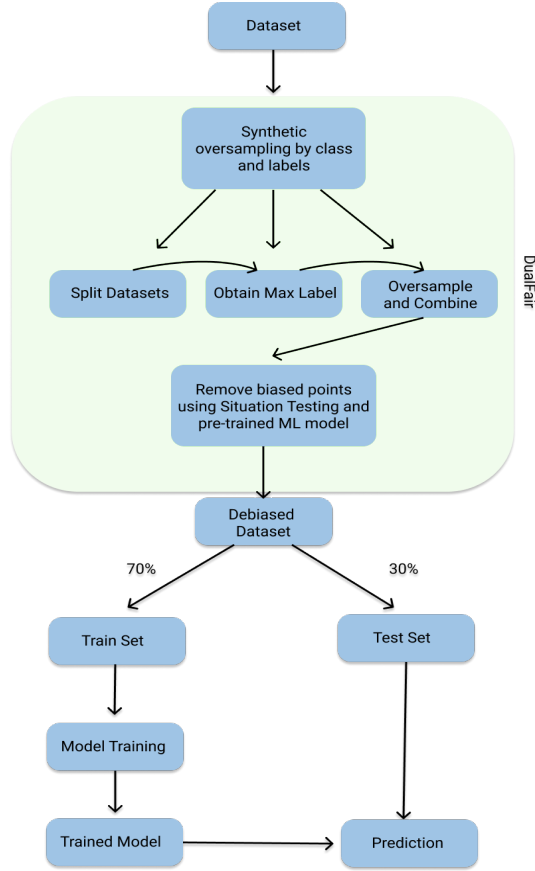 Dataset
Synthetic
oversampling by class
and labels
Split Datasets
Obtain Max Label
Oversample
and Combine
DualFair
Remove biased points
using Situation Testing and
pre-trained ML model
Debiased
Dataset
70%
30%
Train Set
Test Set
Model Training
Trained Model
Prediction